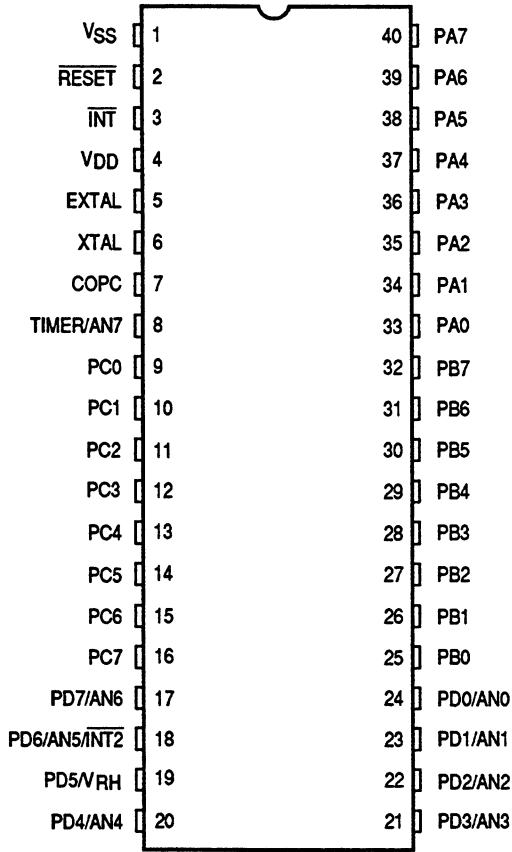 VSS 1 40 PA7
RESET 2 39 PA6
INT 3 38 PA5
VDD 4 37 PA4
EXTAL 5 36 PA3
XTAL 6 35 PA2
COPC 7 34 PA1
TIMER/AN7 8 33 PA0
PC0 9 32 PB7
PC1 10 31 PB6
PC2 11 30 PB5
PC3 12 29 PB4
PC4 13 28 PB3
PC5 14 27 PB2
PC6 15 26 PB1
PC7 16 25 PB0
PD7/AN6 17 24 PD0/AN0
PD6/AN5/INT2 18 23 PD1/AN1
PD5/VRH 19 22 PD2/AN2
PD4/AN4 20 21 PD3/AN3